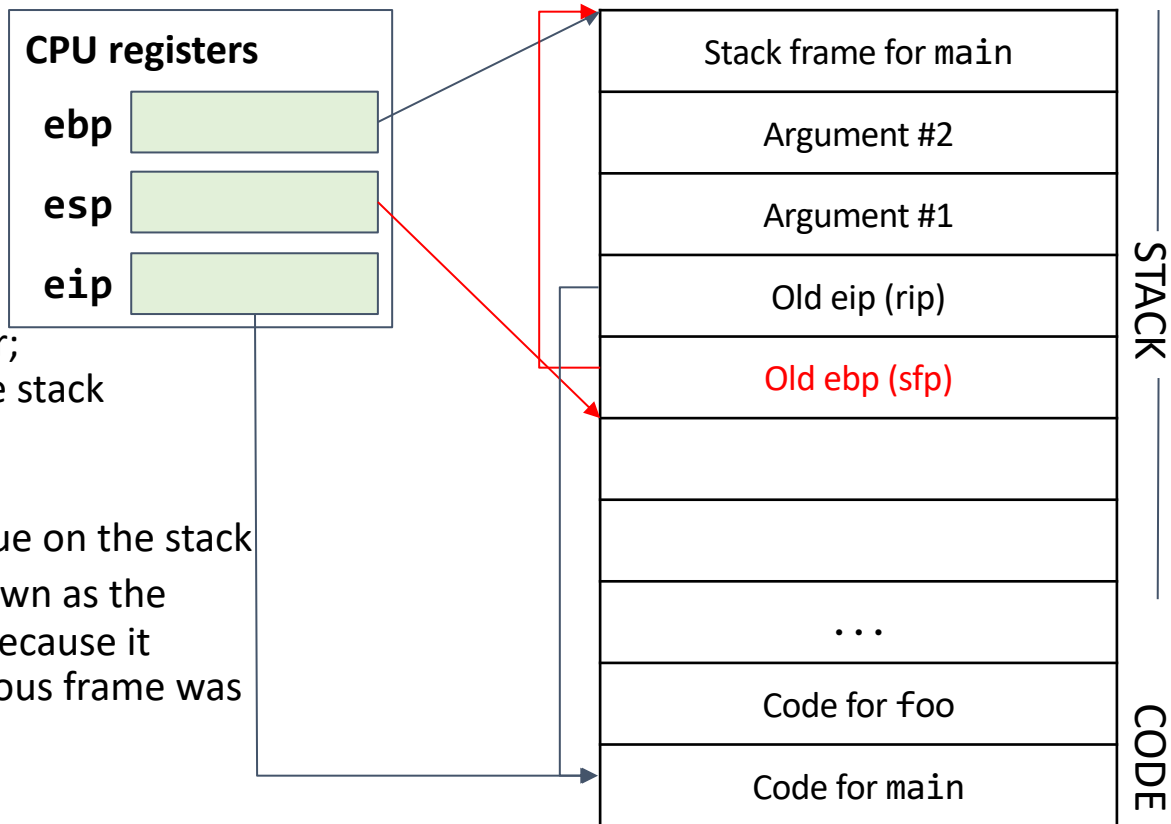 CPU registers
ebp
esp
eip
r;
e stack
ue on the stack
wn as the
ecause it
ous frame was
Stack frame for main
Argument #2
Argument #1
Old eip (rip)
Old ebp (sfp)
...
Code for foo
Code for main
STACK
CODE